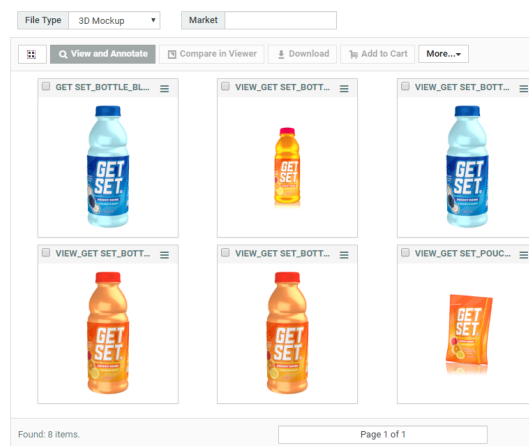 File Type 3D Mockup Market
View and Annotate Compare in Viewer Download Add to Cart More...
GET SET_BOTTLE_BL... VIEW_GET SET_BOTT... VIEW_GET SET_BOTT...
GET SET. GET SET GET SET.
VIEW_GET SET_BOTT... VIEW_GET SET_BOTT... VIEW_GET SET_POUC...
GET SET. GET SET. GET SET
Found: 8 items. Page 1 of 1